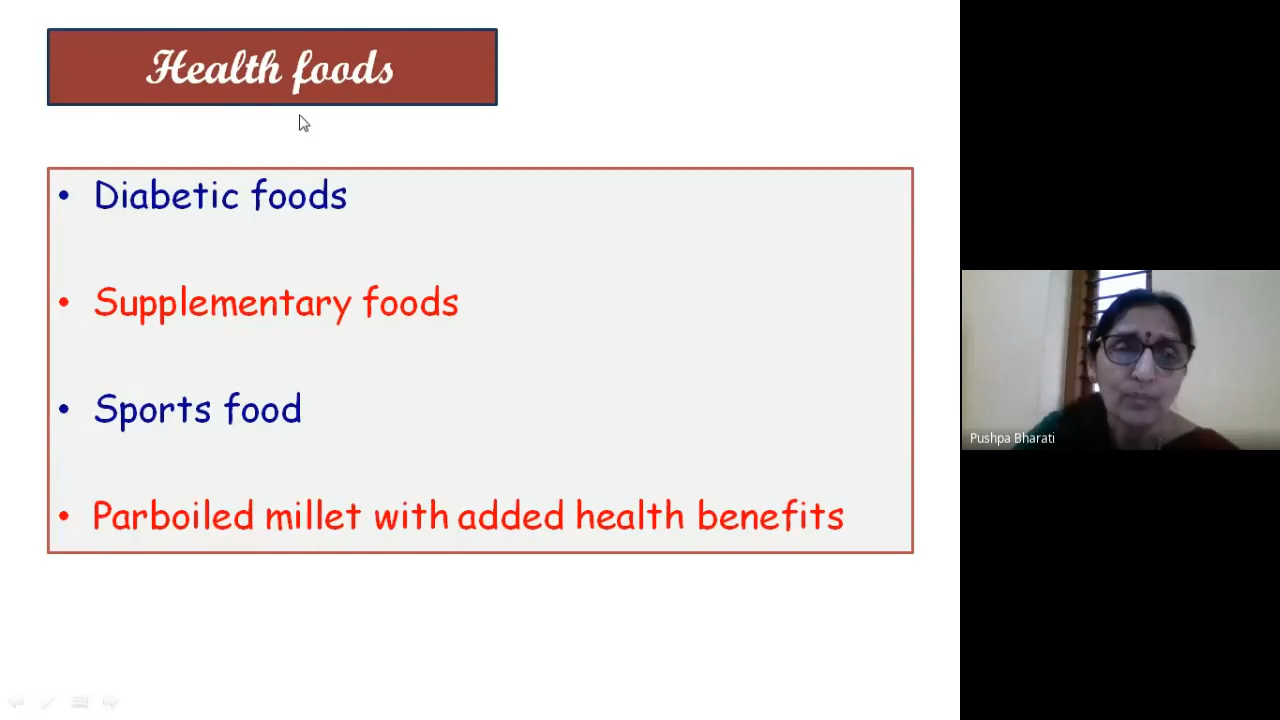 Health foods
• Diabetic foods
• Supplementary foods
• Sports food
• Parboiled millet with added health benefits
Pushpa Bharati